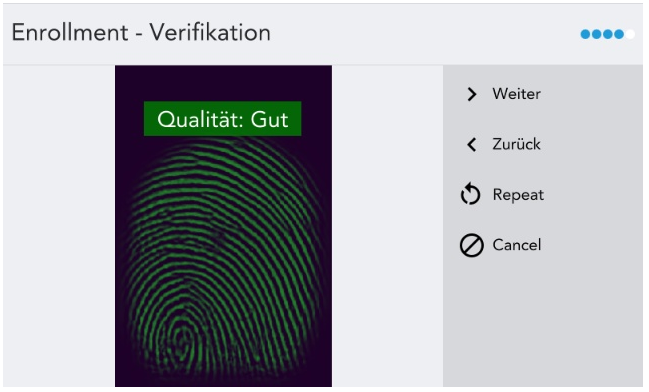 Enrollment - Verifikation
Qualität: Gut
Weiter
Zurück
Repeat
Cancel